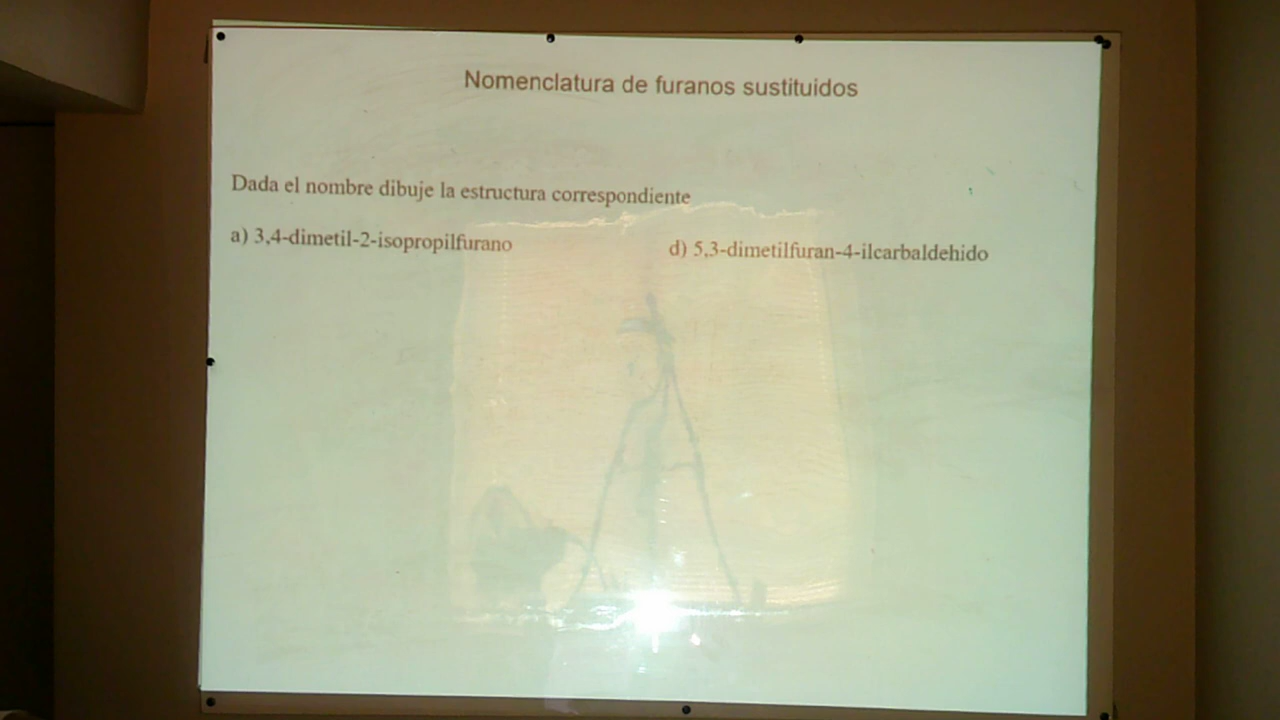 Nomenclatura de furanos sustituidos
Dada el nombre dibuje la estructura correspondiente
a) 3,4-dimetil-2-isopropilfurano
d) 5,3-dimetilfuran-4-ilcarbaldehido